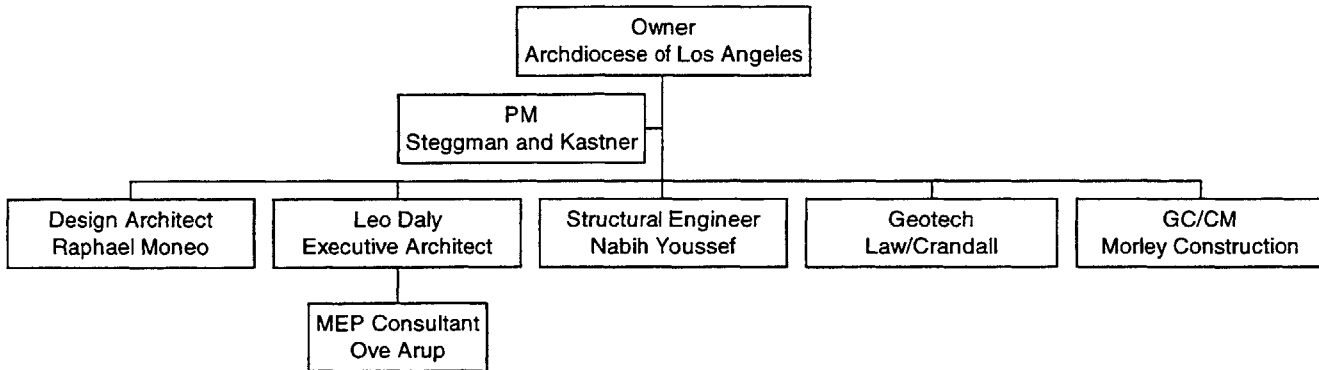 Owner
Archdiocese of Los Angeles
PM
Steggman and Kastner
Design Architect
Raphael Moneo
Leo Daly
Executive Architect
Structural Engineer
Nabih Youssef
Geotech
Law/Crandall
GC/CM
Morley Construction
MEP Consultant
Ove Arup